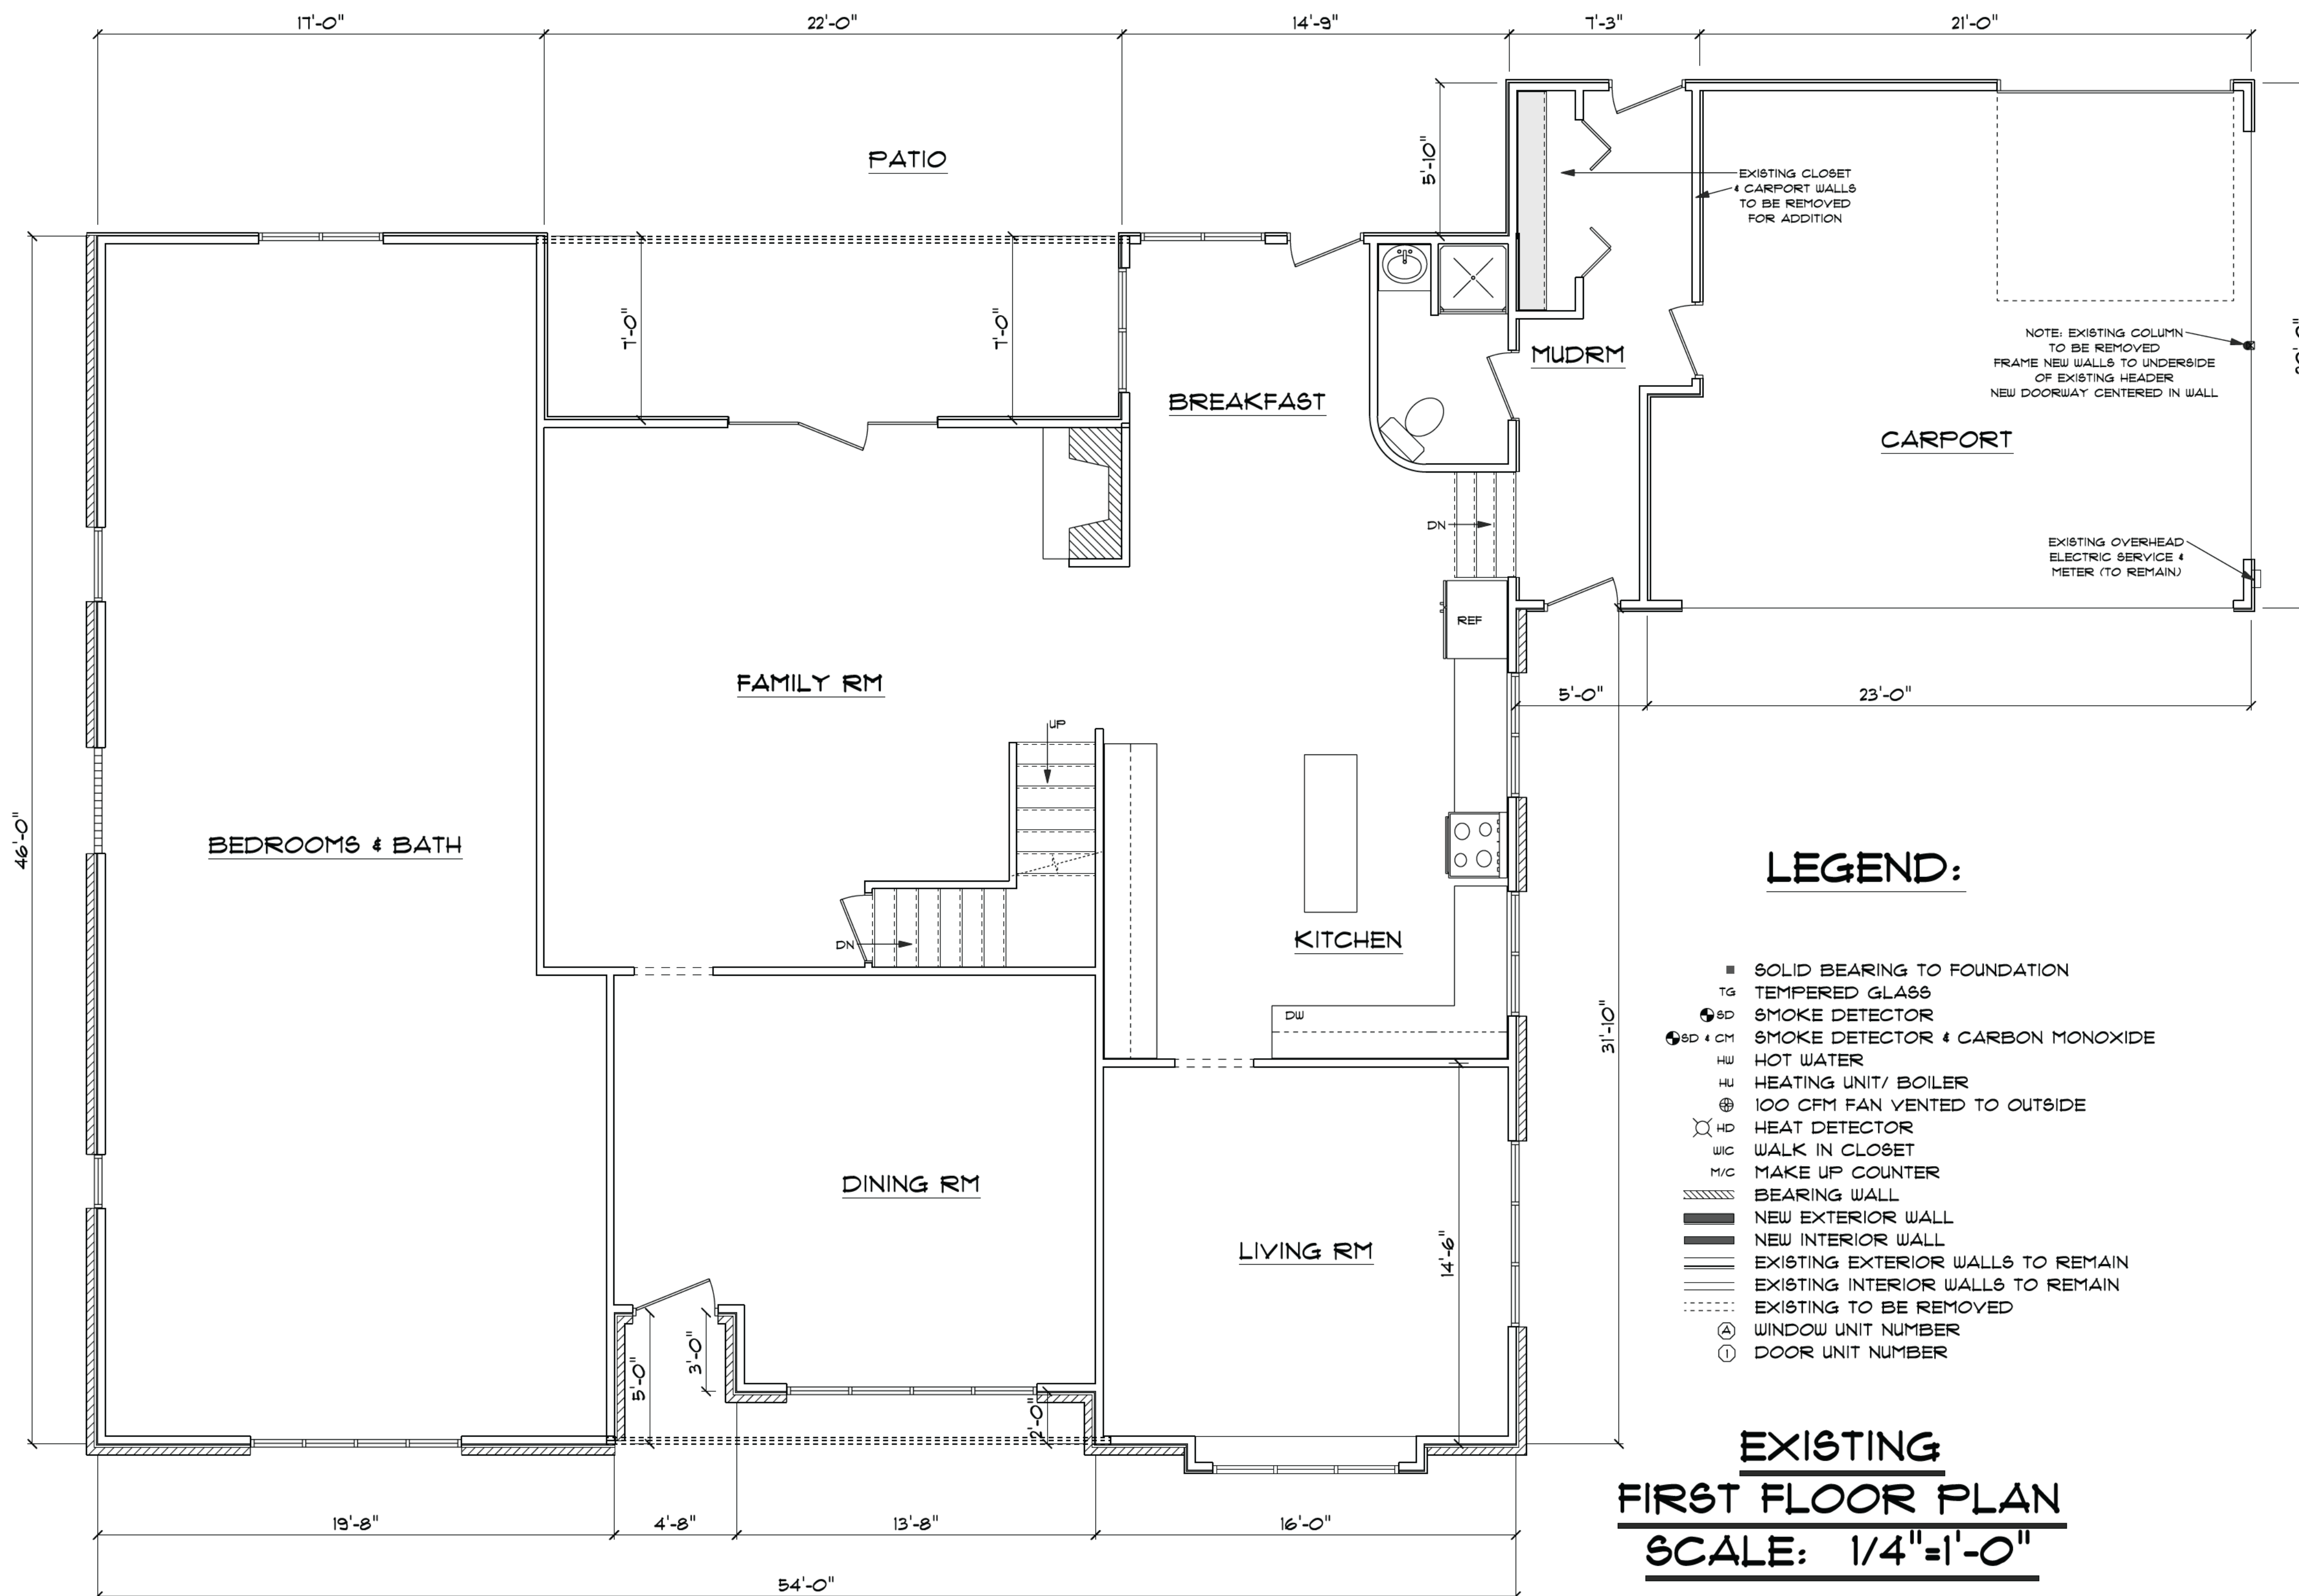 17'-0"
22'-0"
14'-9"
7'-3"
21'-0"
PATIO
5'-10"
EXISTING CLOSET
& CARPORT WALLS
TO BE REMOVED
FOR ADDITION
7'-0"
7'-0"
MUDRM
NOTE: EXISTING COLUMN
TO BE REMOVED
FRAME NEW WALLS TO UNDERSIDE
OF EXISTING HEADER
NEW DOORWAY CENTERED IN WALL
BREAKFAST
CARPORT
DN
EXISTING OVERHEAD
ELECTRIC SERVICE &
METER (TO REMAIN)
REF
FAMILY RM
5'-0"
23'-0"
UP
46'-0"
BEDROOMS & BATH
DN
KITCHEN
DW
31'-10"
DINING RM
LIVING RM
14'-6"
5'-0"
3'-0"
2'-0"
19'-8"
4'-8"
13'-8"
16'-0"
54'-0"
LEGEND:
SOLID BEARING TO FOUNDATION
TG TEMPERED GLASS
SD SMOKE DETECTOR
SD & CM SMOKE DETECTOR & CARBON MONOXIDE
HW HOT WATER
HU HEATING UNIT/ BOILER
100 CFM FAN VENTED TO OUTSIDE
HD HEAT DETECTOR
WIC WALK IN CLOSET
M/C MAKE UP COUNTER
BEARING WALL
NEW EXTERIOR WALL
NEW INTERIOR WALL
EXISTING EXTERIOR WALLS TO REMAIN
EXISTING INTERIOR WALLS TO REMAIN
EXISTING TO BE REMOVED
A WINDOW UNIT NUMBER
1 DOOR UNIT NUMBER
EXISTING
FIRST FLOOR PLAN
SCALE: 1/4"=1'-0"